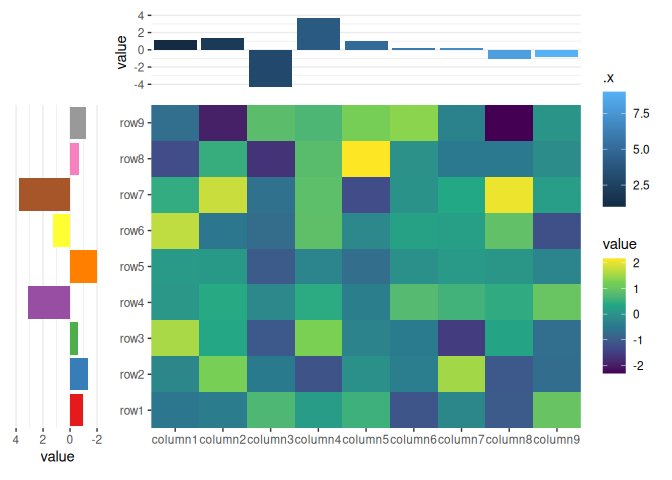 4
2
0
-2
-4
value
.x
7.5
5.0
2.5
value
2
1
0
-1
-2
row9
row8
row7
row6
row5
row4
row3
row2
row1
4 2 0 -2
value
column1 column2 column3 column4 column5 column6 column7 column8 column9